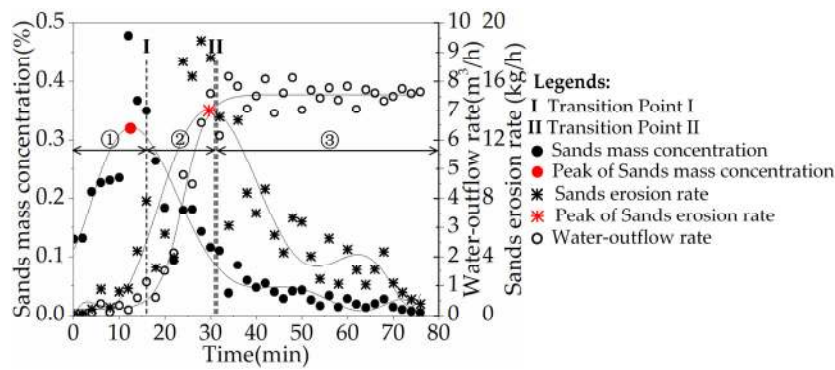 I II
① ② ③
0.5
0.4
0.3
0.2
0.1
0.0
Sands mass concentration(%)
0 10 20 30 40 50 60 70 80
Time(min)
10
9
8
7
6
5
4
3
2
1
0
Water-outflow rate(m³/h)
20
16
12
8
4
0
Sands erosion rate (kg/h)
Legends:
I Transition Point I
II Transition Point II
Sands mass concentration
Peak of Sands mass concentration
Sands erosion rate
Peak of Sands erosion rate
Water-outflow rate